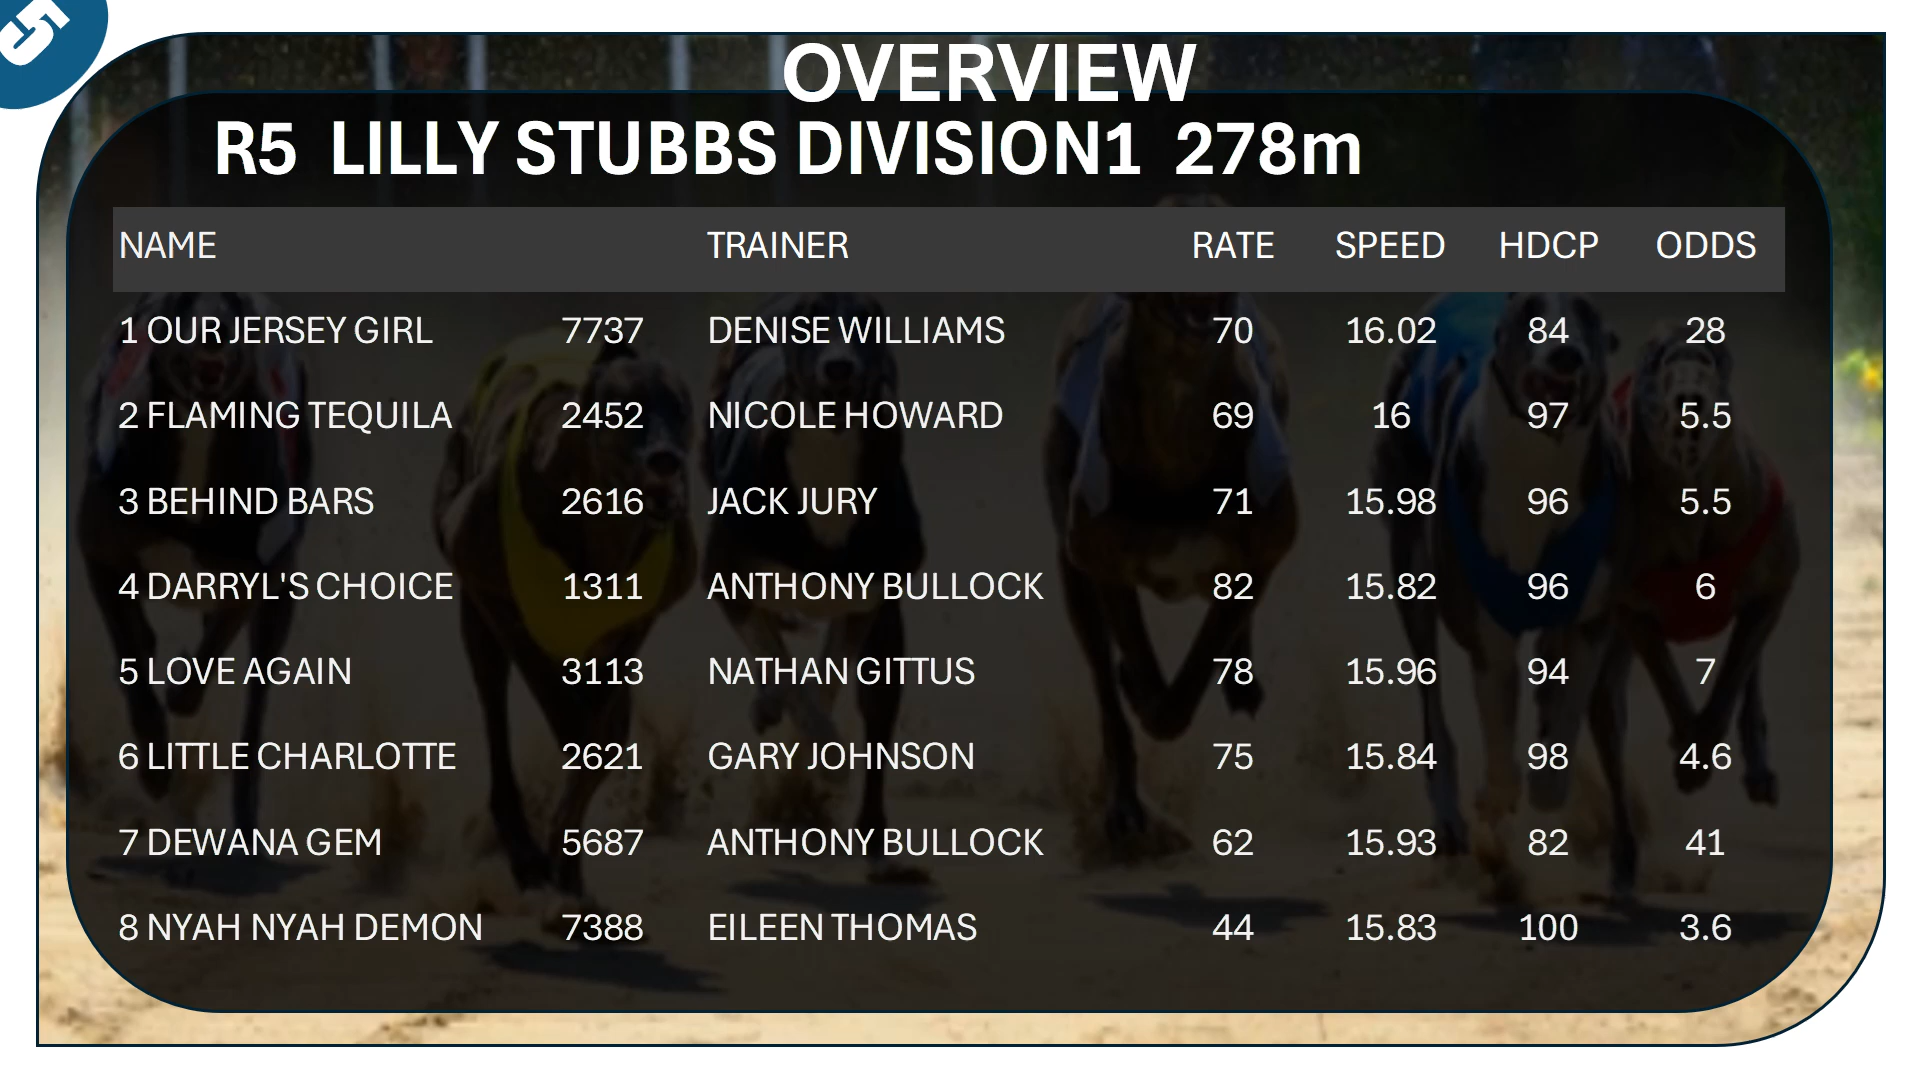 5
OVERVIEW
R5 LILLY STUBBS DIVISION1 278m
NAME TRAINER RATE SPEED HDCP ODDS
1 OUR JERSEY GIRL 7737 DENISE WILLIAMS 70 16.02 84 28
2 FLAMING TEQUILA 2452 NICOLE HOWARD 69 16 97 5.5
3 BEHIND BARS 2616 JACK JURY 71 15.98 96 5.5
4 DARRYL'S CHOICE 1311 ANTHONY BULLOCK 82 15.82 96 6
5 LOVE AGAIN 3113 NATHAN GITTUS 78 15.96 94 7
6 LITTLE CHARLOTTE 2621 GARY JOHNSON 75 15.84 98 4.6
7 DEWANA GEM 5687 ANTHONY BULLOCK 62 15.93 82 41
8 NYAH NYAH DEMON 7388 EILEEN THOMAS 44 15.83 100 3.6